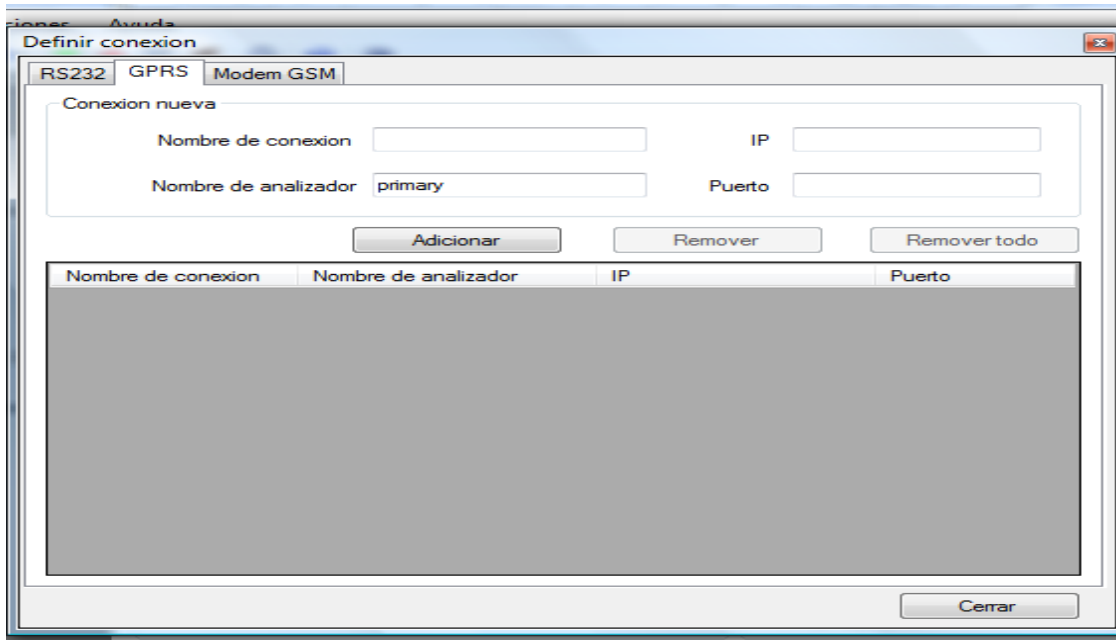 Ayuda
Definir conexion
RS232 GPRS Modem GSM
Conexion nueva
Nombre de conexion IP
Nombre de analizador primary Puerto
Adicionar Remover Remover todo
Nombre de conexion Nombre de analizador IP Puerto
Cerrar